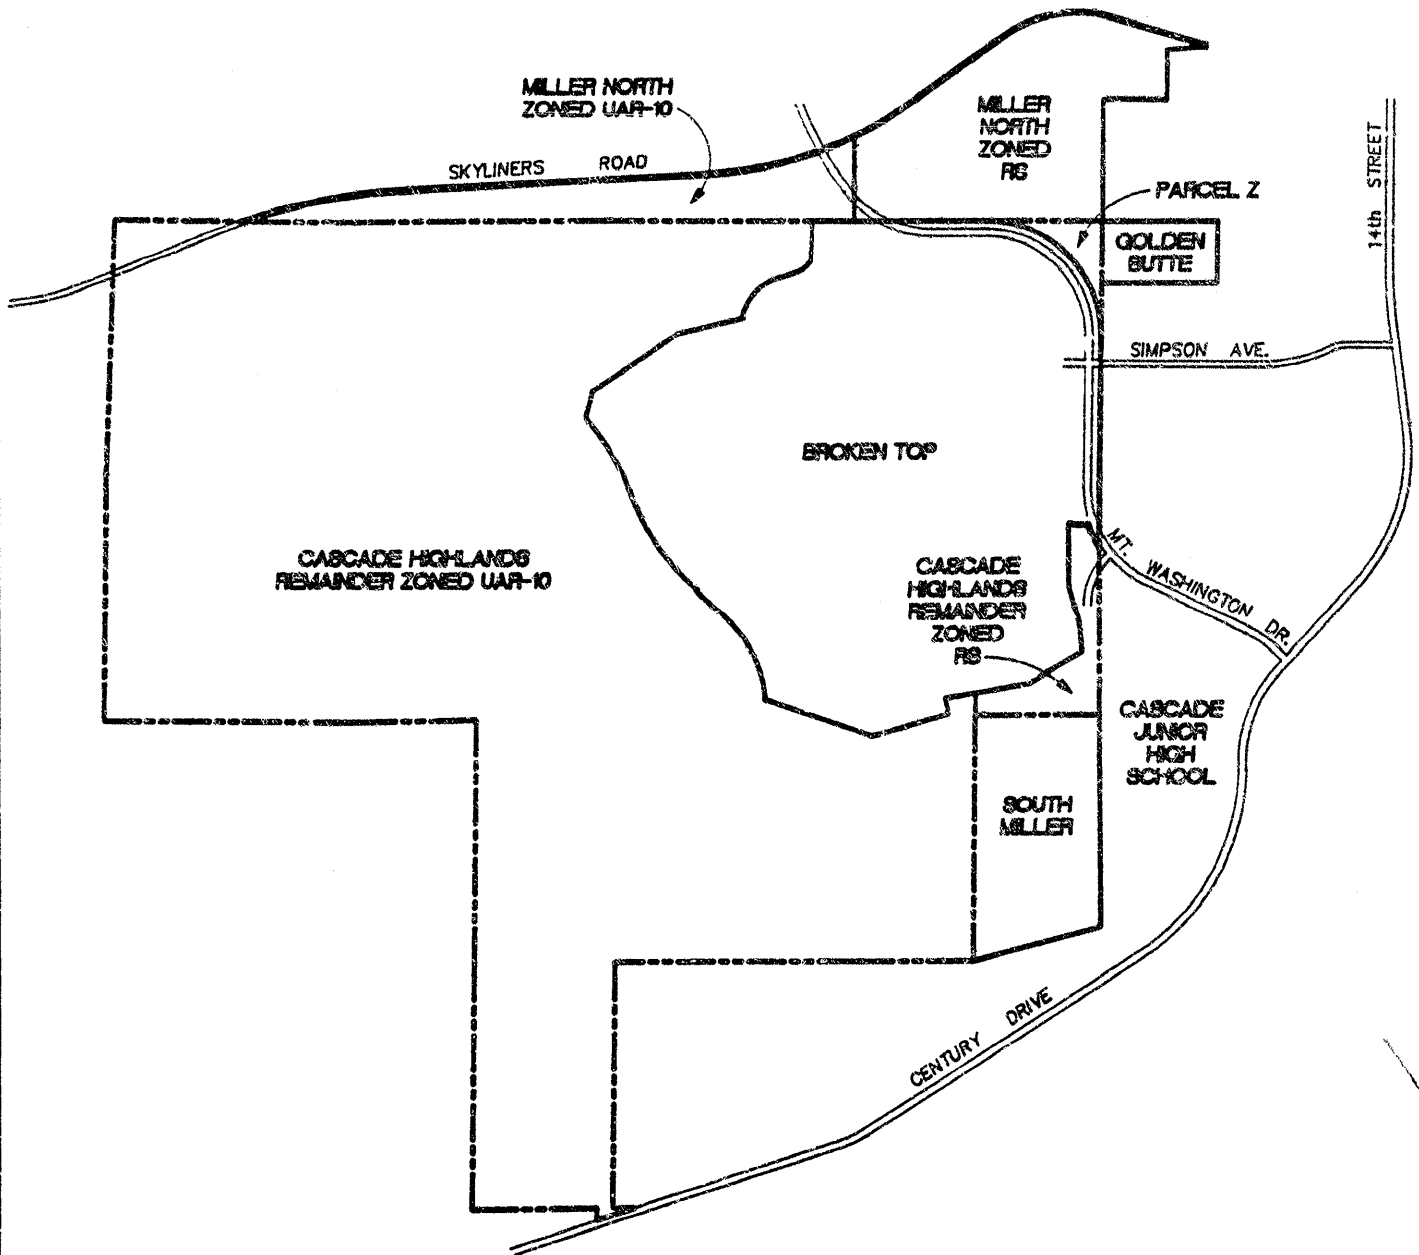 MILLER NORTH
ZONED UAR-10
MILLER
NORTH
ZONED
RS
SKYLINERS ROAD
14th STREET
PARCEL Z
GOLDEN
BUTTE
SIMPSON AVE.
BROKEN TOP
CASCADE HIGHLANDS
REMAINDER ZONED UAR-10
CASCADE
HIGHLANDS
REMAINDER
ZONED
RS
MT. WASHINGTON DR.
CASCADE
JUNIOR
HIGH
SCHOOL
SOUTH
MILLER
CENTURY DRIVE